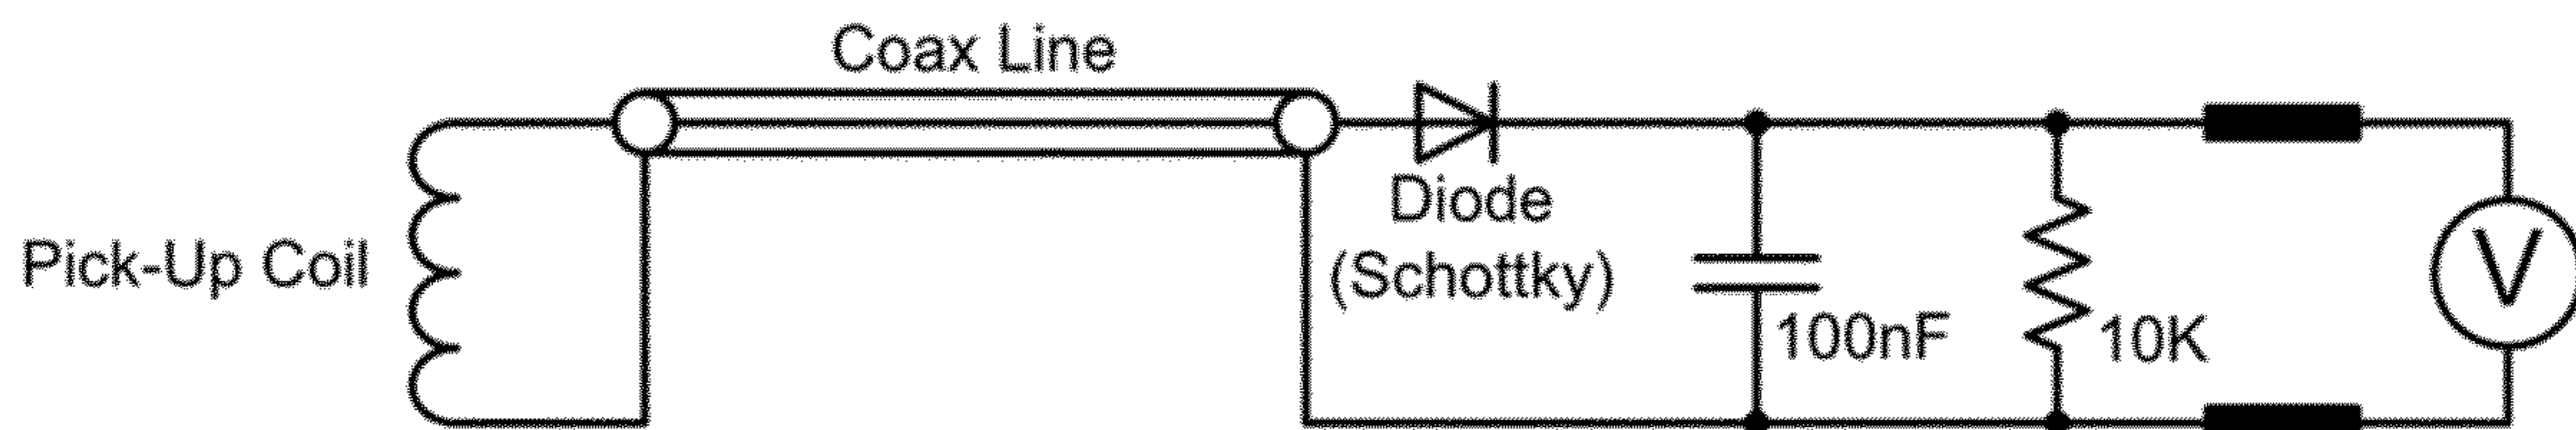 Coax Line
Pick-Up Coil
Diode
(Schottky)
100nF
10K
V